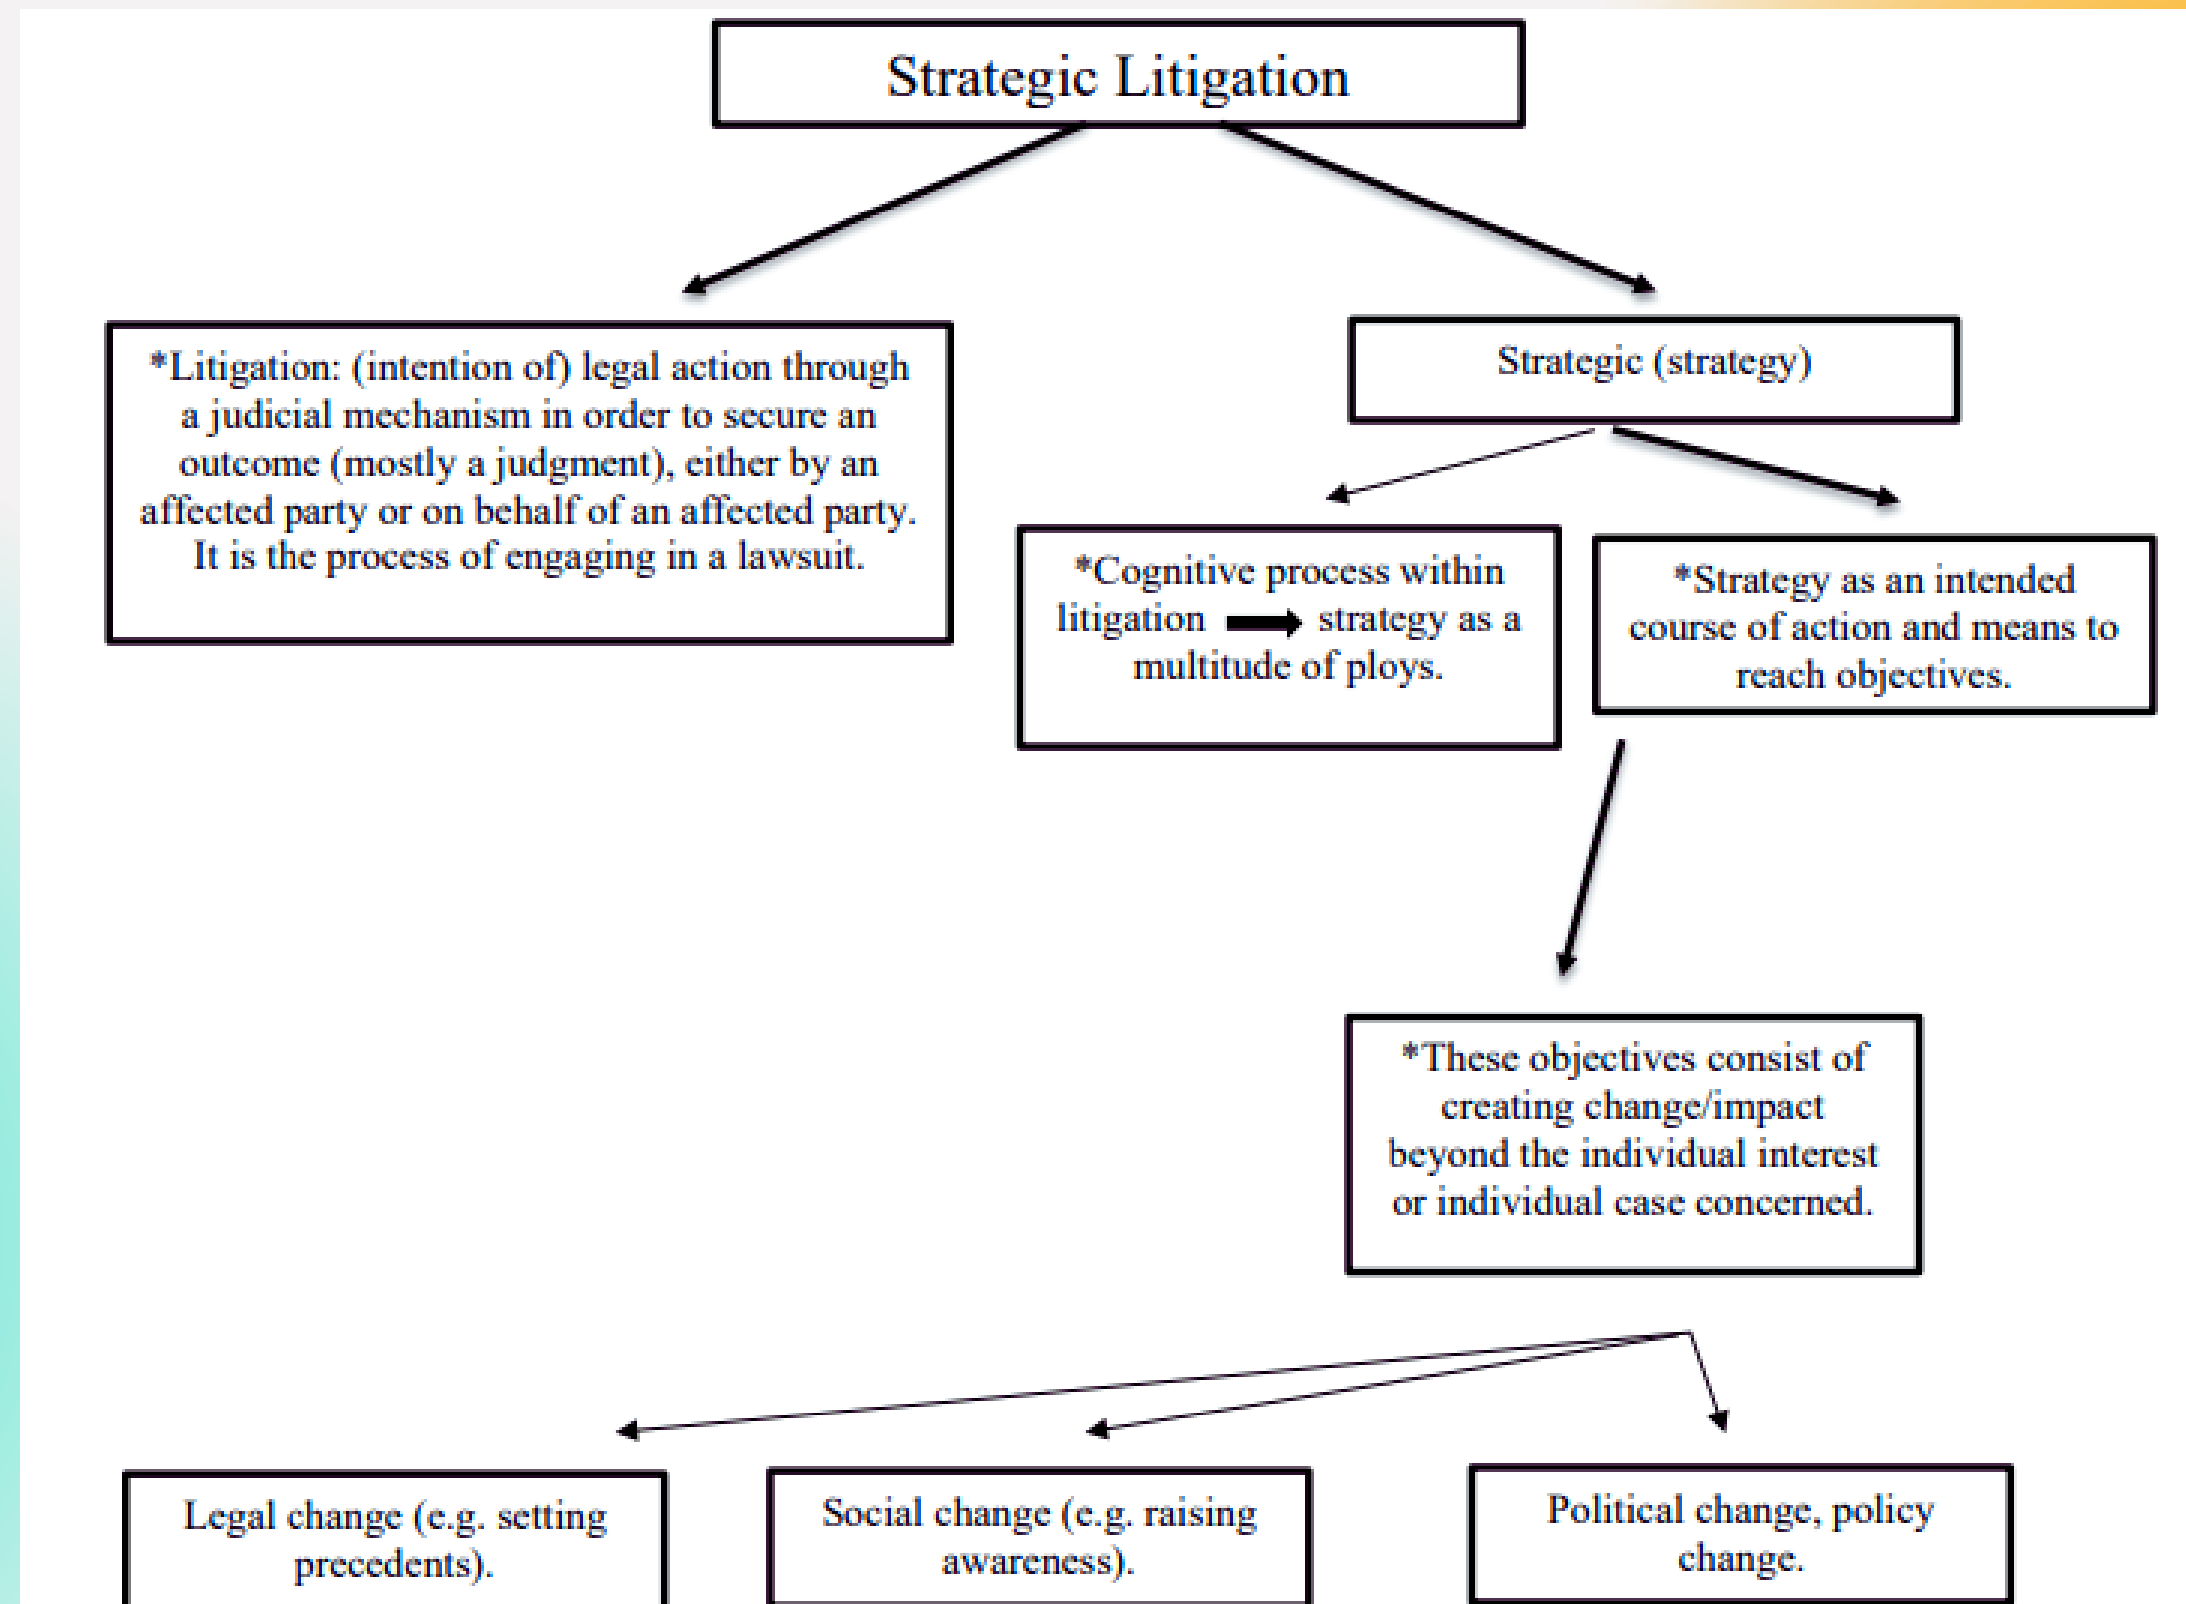 Strategic Litigation
*Litigation: (intention of) legal action through
a judicial mechanism in order to secure an
outcome (mostly a judgment), either by an
affected party or on behalf of an affected party.
It is the process of engaging in a lawsuit.
Strategic (strategy)
*Cognitive process within
litigation strategy as a
multitude of ploys.
*Strategy as an intended
course of action and means to
reach objectives.
*These objectives consist of
creating change/impact
beyond the individual interest
or individual case concerned.
Legal change (e.g. setting
precedents).
Social change (e.g. raising
awareness).
Political change, policy
change.